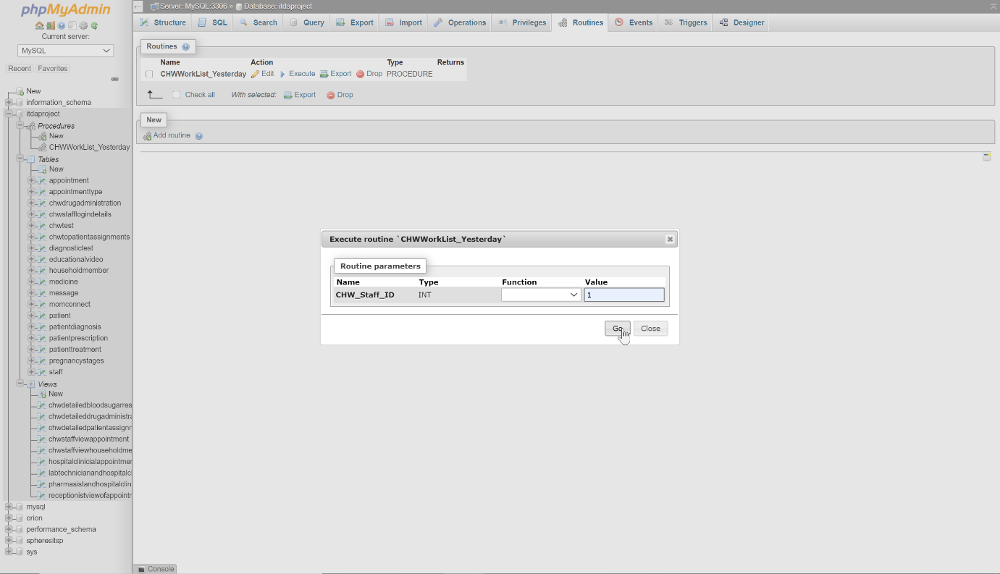 phpMyAdmin
Current server:
MySQL
Recent Favorites
New
information_schema
itdaproject
Procedures
New
CHWWorkList_Yesterday
Tables
New
appointment
appointmenttype
chwdrugadministration
chwstafflogindetails
chwtest
chwtopatientassignments
diagnostictest
educationalvideo
householdmember
medicine
message
momconnect
patient
patientdiagnosis
patientprescription
patienttreatment
pregnancystages
staff
Views
New
chwdetailedbloodsugarres
chwdetaileddrugadministra
chwdetailedpatientassignm
chwstaffviewappointment
chwstaffviewhouseholdme
hospitalclinicialappointmen
labtechnicianandhospitalcl
pharmasistandhospitalclin
receptionistviewofappointm
mysql
orion
performance_schema
spheresitsp
sys
Server: MySQL:3306 » Database: itdaproject
Structure SQL Search Query Export Import Operations Privileges Routines Events Triggers Designer
Routines
Name Action Type Returns
CHWWorkList_Yesterday Edit Execute Export Drop PROCEDURE
Check all With selected: Export Drop
New
Add routine
Execute routine `CHWWorkList_Yesterday`
Routine parameters
Name Type Function Value
CHW_Staff_ID INT 1
Go Close
Console